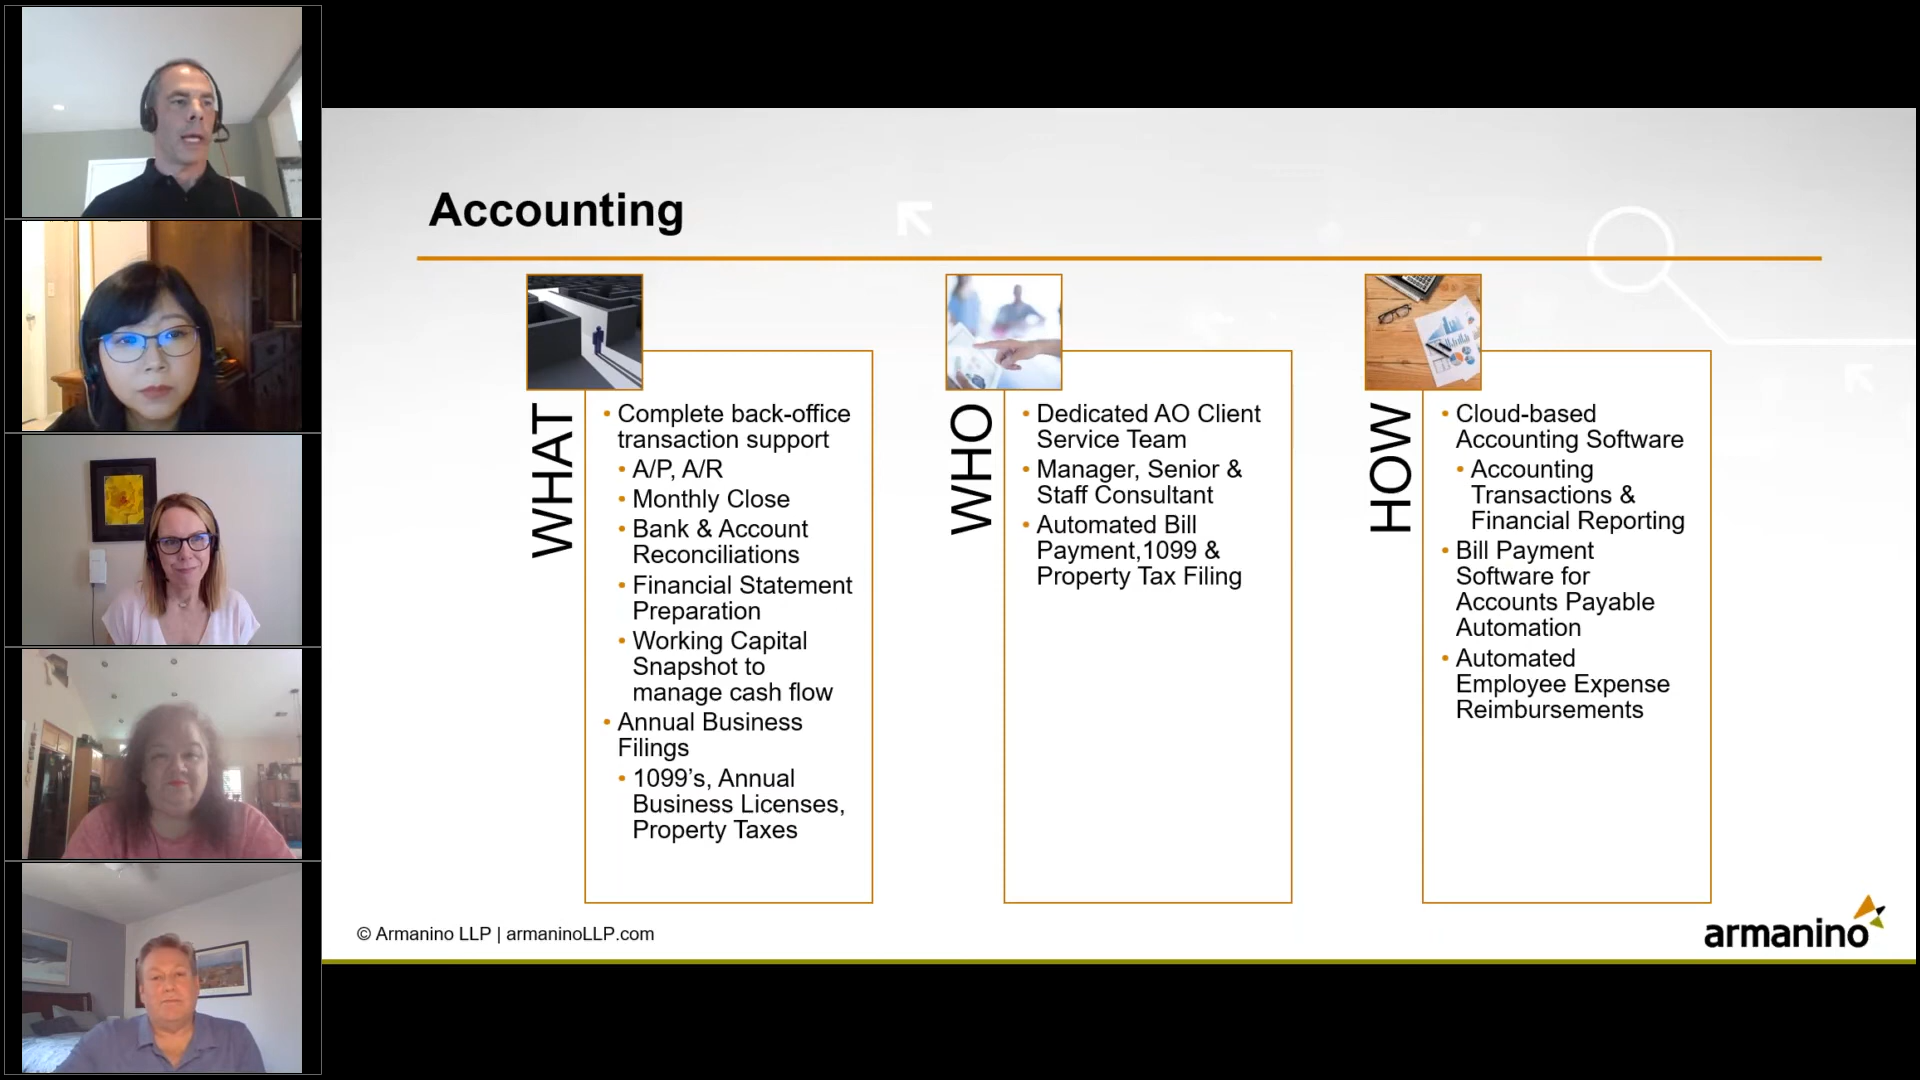 Accounting
WHAT
• Complete back-office
transaction support
• A/P, A/R
• Monthly Close
• Bank & Account
Reconciliations
• Financial Statement
Preparation
• Working Capital
Snapshot to
manage cash flow
• Annual Business
Filings
• 1099’s, Annual
Business Licenses,
Property Taxes
WHO
• Dedicated AO Client
Service Team
• Manager, Senior &
Staff Consultant
• Automated Bill
Payment,1099 &
Property Tax Filing
HOW
• Cloud-based
Accounting Software
• Accounting
Transactions &
Financial Reporting
• Bill Payment
Software for
Accounts Payable
Automation
• Automated
Employee Expense
Reimbursements
© Armanino LLP | armaninoLLP.com
armanino